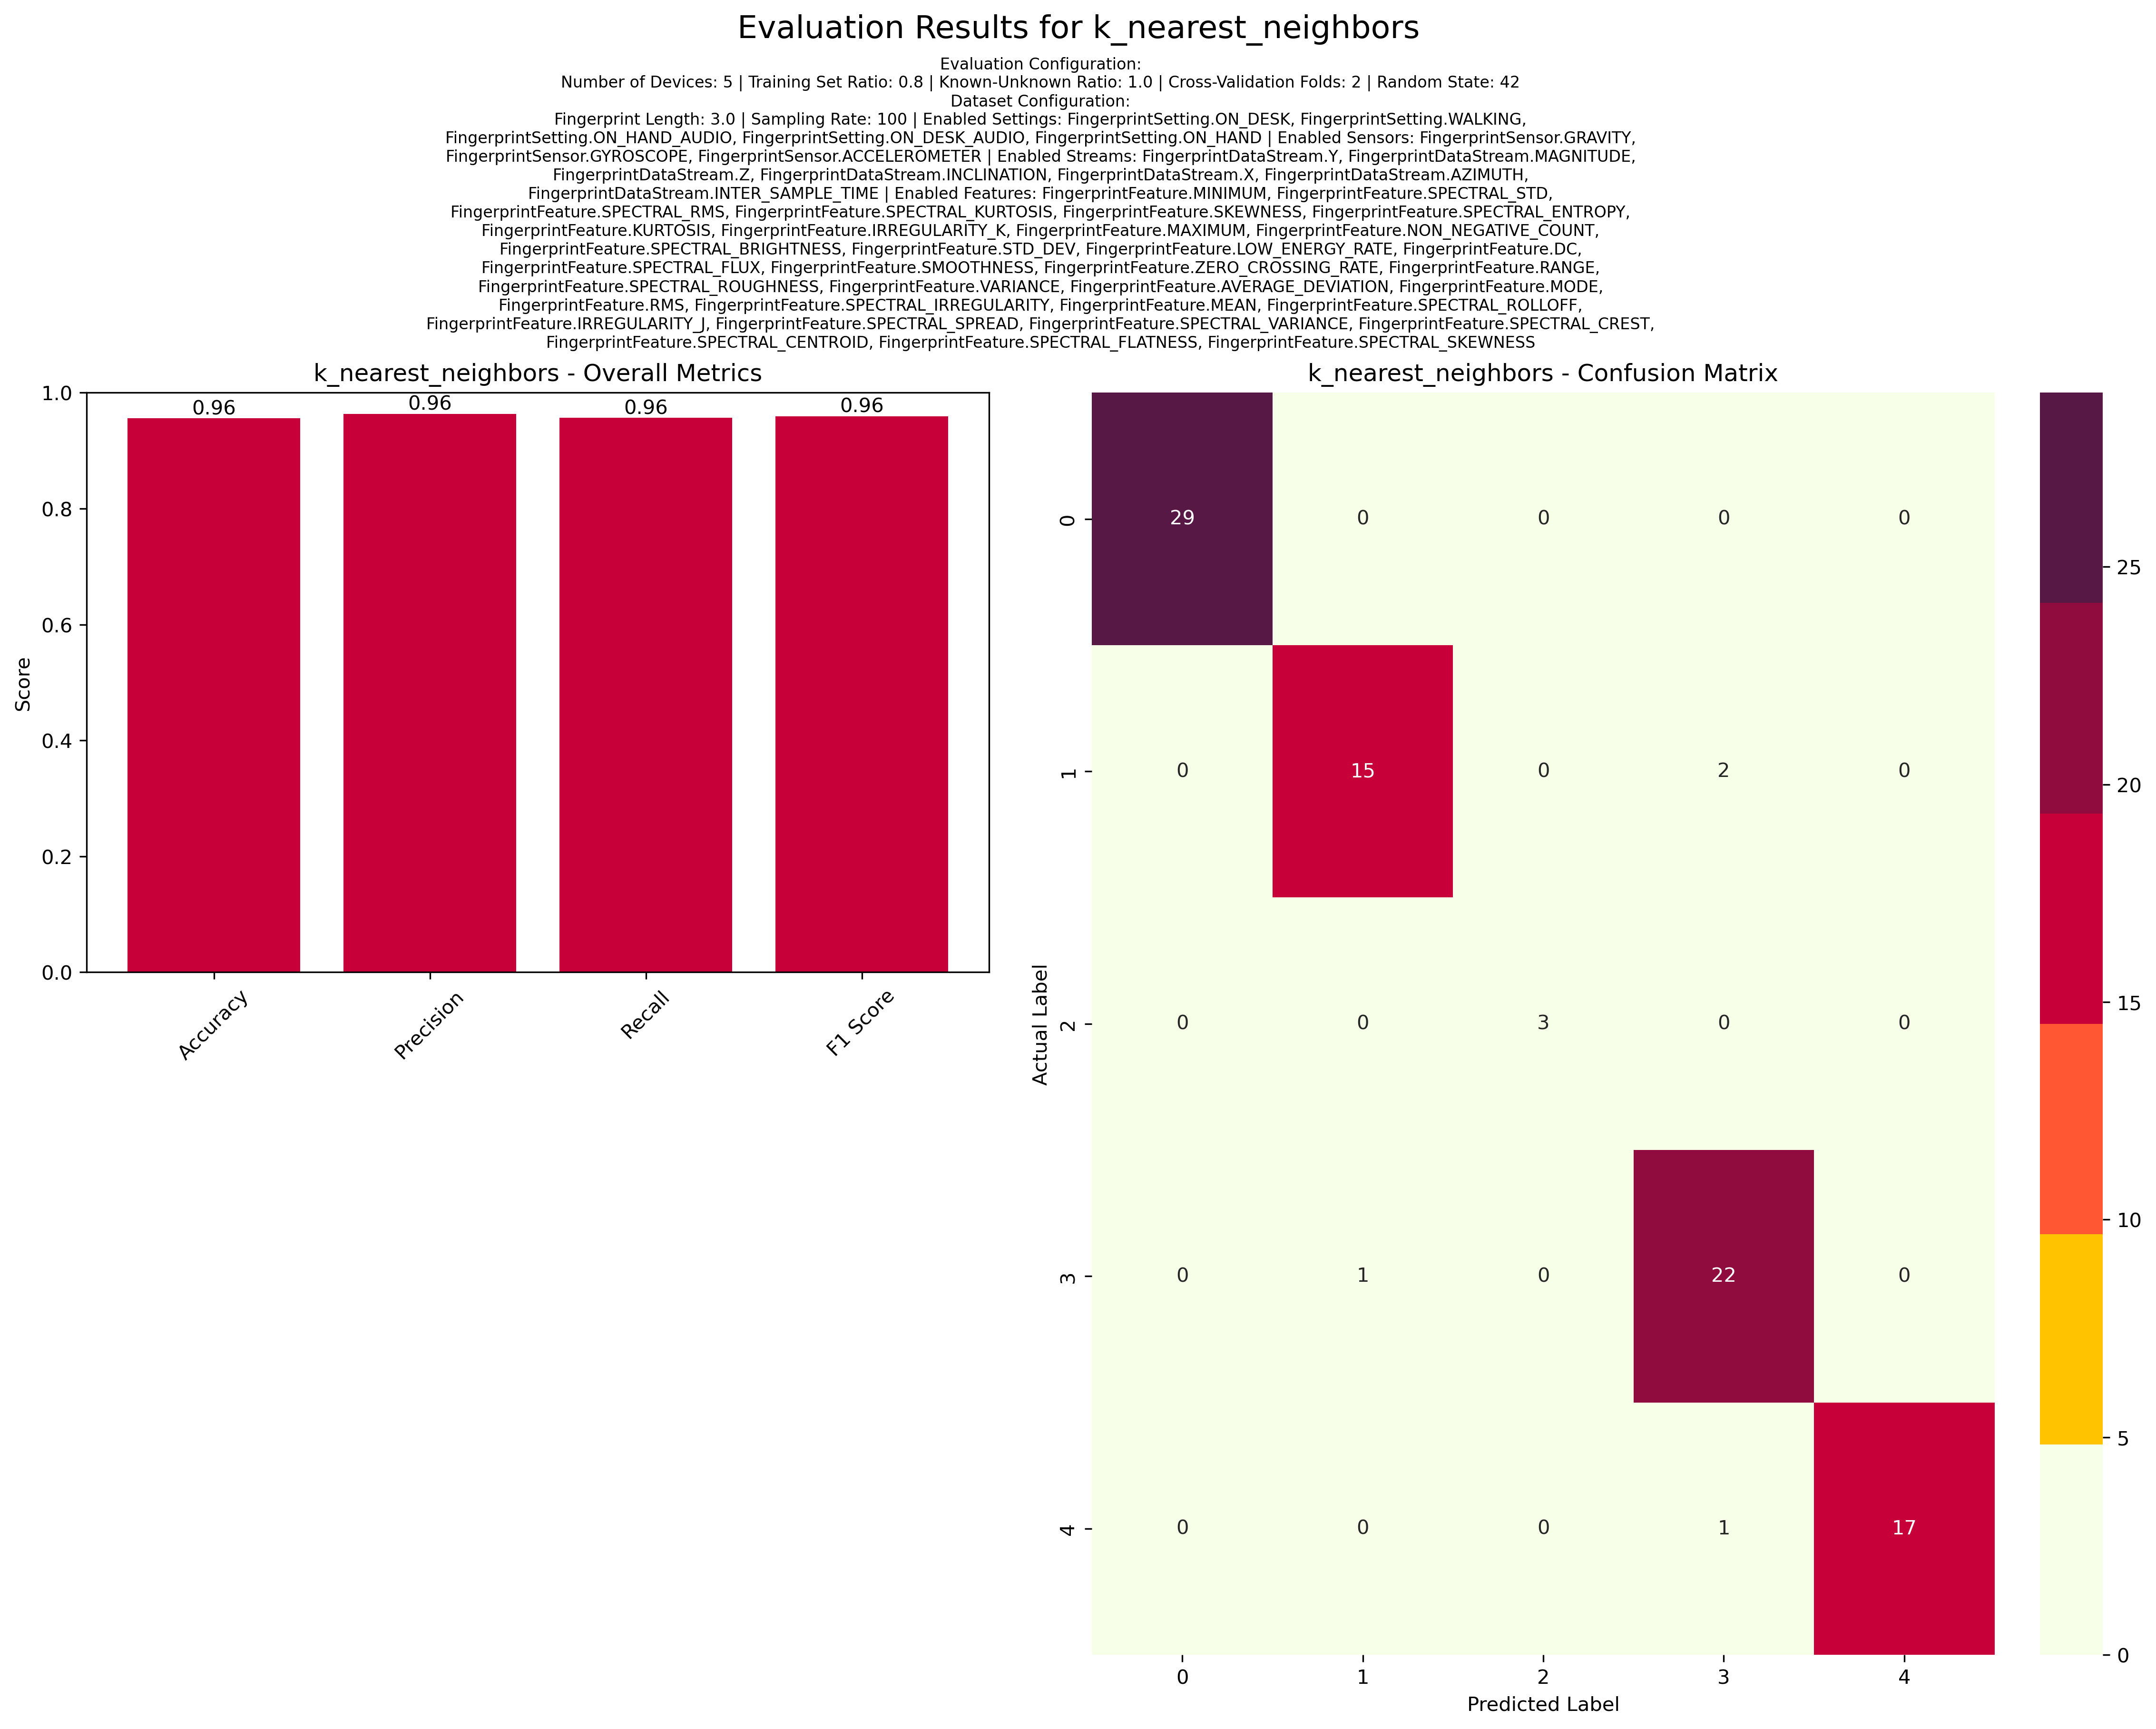 Evaluation Results for k_nearest_neighbors
Evaluation Configuration:
Number of Devices: 5 | Training Set Ratio: 0.8 | Known-Unknown Ratio: 1.0 | Cross-Validation Folds: 2 | Random State: 42
Dataset Configuration:
Fingerprint Length: 3.0 | Sampling Rate: 100 | Enabled Settings: FingerprintSetting.ON_DESK, FingerprintSetting.WALKING,
FingerprintSetting.ON_HAND_AUDIO, FingerprintSetting.ON_DESK_AUDIO, FingerprintSetting.ON_HAND | Enabled Sensors: FingerprintSensor.GRAVITY,
FingerprintSensor.GYROSCOPE, FingerprintSensor.ACCELEROMETER | Enabled Streams: FingerprintDataStream.Y, FingerprintDataStream.MAGNITUDE,
FingerprintDataStream.Z, FingerprintDataStream.INCLINATION, FingerprintDataStream.X, FingerprintDataStream.AZIMUTH,
FingerprintDataStream.INTER_SAMPLE_TIME | Enabled Features: FingerprintFeature.MINIMUM, FingerprintFeature.SPECTRAL_STD,
FingerprintFeature.SPECTRAL_RMS, FingerprintFeature.SPECTRAL_KURTOSIS, FingerprintFeature.SKEWNESS, FingerprintFeature.SPECTRAL_ENTROPY,
FingerprintFeature.KURTOSIS, FingerprintFeature.IRREGULARITY_K, FingerprintFeature.MAXIMUM, FingerprintFeature.NON_NEGATIVE_COUNT,
FingerprintFeature.SPECTRAL_BRIGHTNESS, FingerprintFeature.STD_DEV, FingerprintFeature.LOW_ENERGY_RATE, FingerprintFeature.DC,
FingerprintFeature.SPECTRAL_FLUX, FingerprintFeature.SMOOTHNESS, FingerprintFeature.ZERO_CROSSING_RATE, FingerprintFeature.RANGE,
FingerprintFeature.SPECTRAL_ROUGHNESS, FingerprintFeature.VARIANCE, FingerprintFeature.AVERAGE_DEVIATION, FingerprintFeature.MODE,
FingerprintFeature.RMS, FingerprintFeature.SPECTRAL_IRREGULARITY, FingerprintFeature.MEAN, FingerprintFeature.SPECTRAL_ROLLOFF,
FingerprintFeature.IRREGULARITY_J, FingerprintFeature.SPECTRAL_SPREAD, FingerprintFeature.SPECTRAL_VARIANCE, FingerprintFeature.SPECTRAL_CREST,
FingerprintFeature.SPECTRAL_CENTROID, FingerprintFeature.SPECTRAL_FLATNESS, FingerprintFeature.SPECTRAL_SKEWNESS
k_nearest_neighbors - Overall Metrics
1.0
0.8
0.6
0.4
0.2
0.0
Score
0.96 0.96 0.96 0.96
Accuracy
Precision
Recall
F1 Score
k_nearest_neighbors - Confusion Matrix
Actual Label
0 29 0 0 0 0
1 0 15 0 2 0
2 0 0 3 0 0
3 0 1 0 22 0
4 0 0 0 1 17
0 1 2 3 4
Predicted Label
25
20
15
10
5
0